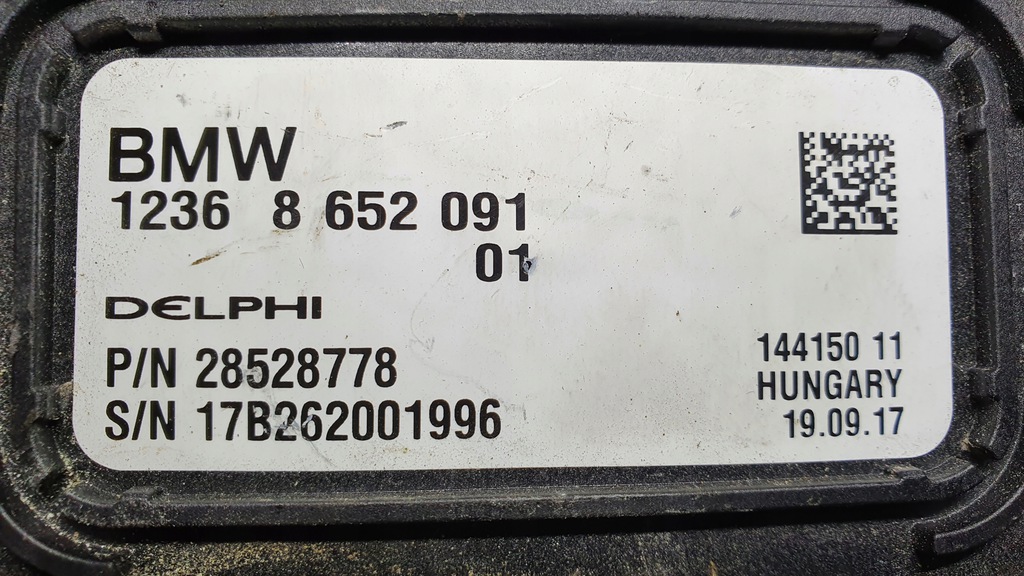 BMW
1236 8 652 091
01
DELPHI
P/N 28528778
S/N 17B262001996
144150 11
HUNGARY
19.09.17